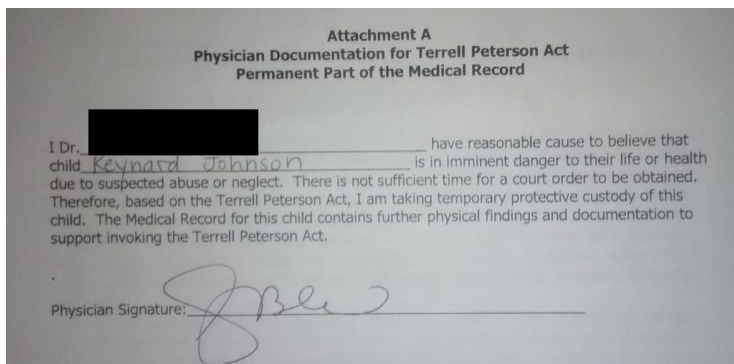 Attachment A
Physician Documentation for Terrell Peterson Act
Permanent Part of the Medical Record
I Dr. have reasonable cause to believe that
child Keynard Johnson is in imminent danger to their life or health
due to suspected abuse or neglect. There is not sufficient time for a court order to be obtained.
Therefore, based on the Terrell Peterson Act, I am taking temporary protective custody of this
child. The Medical Record for this child contains further physical findings and documentation to
support invoking the Terrell Peterson Act.
Physician Signature: